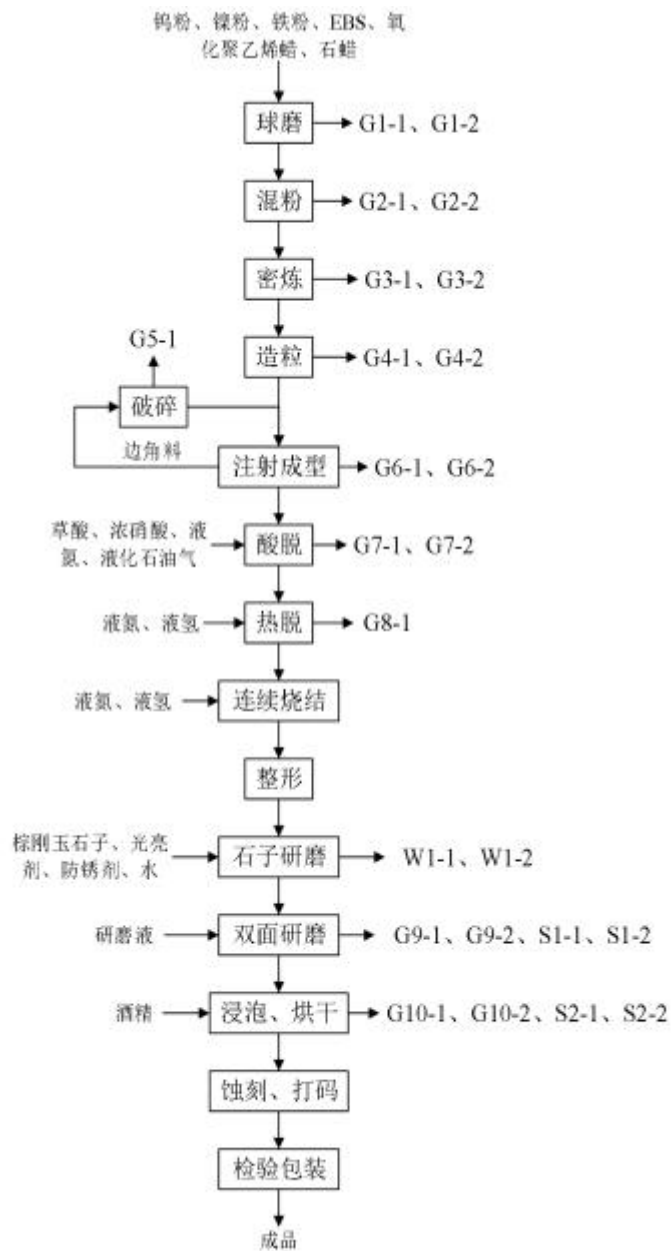 钨粉、镍粉、铁粉、EBS、氧
化聚乙烯蜡、石蜡
球磨
G1-1、G1-2
混粉
G2-1、G2-2
密炼
G3-1、G3-2
G5-1
造粒
G4-1、G4-2
破碎
边角料
注射成型
G6-1、G6-2
草酸、浓硝酸、液
氮、液化石油气
酸脱
G7-1、G7-2
液氮、液氢
热脱
G8-1
液氮、液氢
连续烧结
整形
棕刚玉石子、光亮
剂、防锈剂、水
石子研磨
W1-1、W1-2
研磨液
双面研磨
G9-1、G9-2、S1-1、S1-2
酒精
浸泡、烘干
G10-1、G10-2、S2-1、S2-2
蚀刻、打码
检验包装
成品